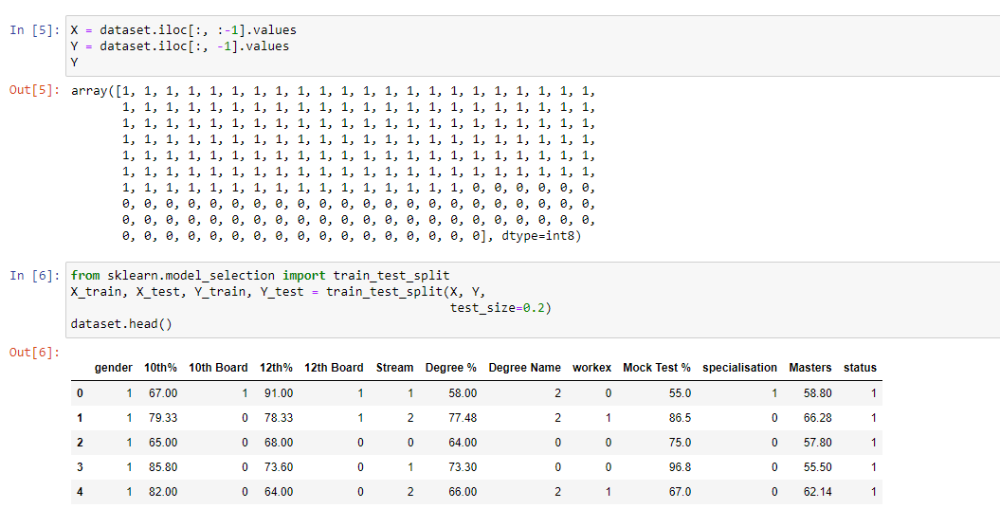 In [5]: X = dataset.iloc[:, :-1].values
Y = dataset.iloc[:, -1].values
Y
Out[5]: array([1, 1, 1, 1, 1, 1, 1, 1, 1, 1, 1, 1, 1, 1, 1, 1, 1, 1, 1, 1, 1, 1,
1, 1, 1, 1, 1, 1, 1, 1, 1, 1, 1, 1, 1, 1, 1, 1, 1, 1, 1, 1, 1, 1,
1, 1, 1, 1, 1, 1, 1, 1, 1, 1, 1, 1, 1, 1, 1, 1, 1, 1, 1, 1, 1, 1,
1, 1, 1, 1, 1, 1, 1, 1, 1, 1, 1, 1, 1, 1, 1, 1, 1, 1, 1, 1, 1, 1,
1, 1, 1, 1, 1, 1, 1, 1, 1, 1, 1, 1, 1, 1, 1, 1, 1, 1, 1, 1, 1, 1,
1, 1, 1, 1, 1, 1, 1, 1, 1, 1, 1, 1, 1, 1, 1, 1, 1, 1, 1, 1, 1, 1,
1, 1, 1, 1, 1, 1, 1, 1, 1, 1, 1, 1, 1, 1, 1, 1, 0, 0, 0, 0, 0, 0,
0, 0, 0, 0, 0, 0, 0, 0, 0, 0, 0, 0, 0, 0, 0, 0, 0, 0, 0, 0, 0, 0,
0, 0, 0, 0, 0, 0, 0, 0, 0, 0, 0, 0, 0, 0, 0, 0, 0, 0, 0, 0, 0, 0,
0, 0, 0, 0, 0, 0, 0, 0, 0, 0, 0, 0, 0, 0, 0, 0, 0], dtype=int8)
In [6]: from sklearn.model_selection import train_test_split
X_train, X_test, Y_train, Y_test = train_test_split(X, Y,
test_size=0.2)
dataset.head()
Out[6]:
gender 10th% 10th Board 12th% 12th Board Stream Degree % Degree Name workex Mock Test % specialisation Masters status
0 1 67.00 1 91.00 1 1 58.00 2 0 55.0 1 58.80 1
1 1 79.33 0 78.33 1 2 77.48 2 1 86.5 0 66.28 1
2 1 65.00 0 68.00 0 0 64.00 0 0 75.0 0 57.80 1
3 1 85.80 0 73.60 0 1 73.30 0 0 96.8 0 55.50 1
4 1 82.00 0 64.00 0 2 66.00 2 1 67.0 0 62.14 1